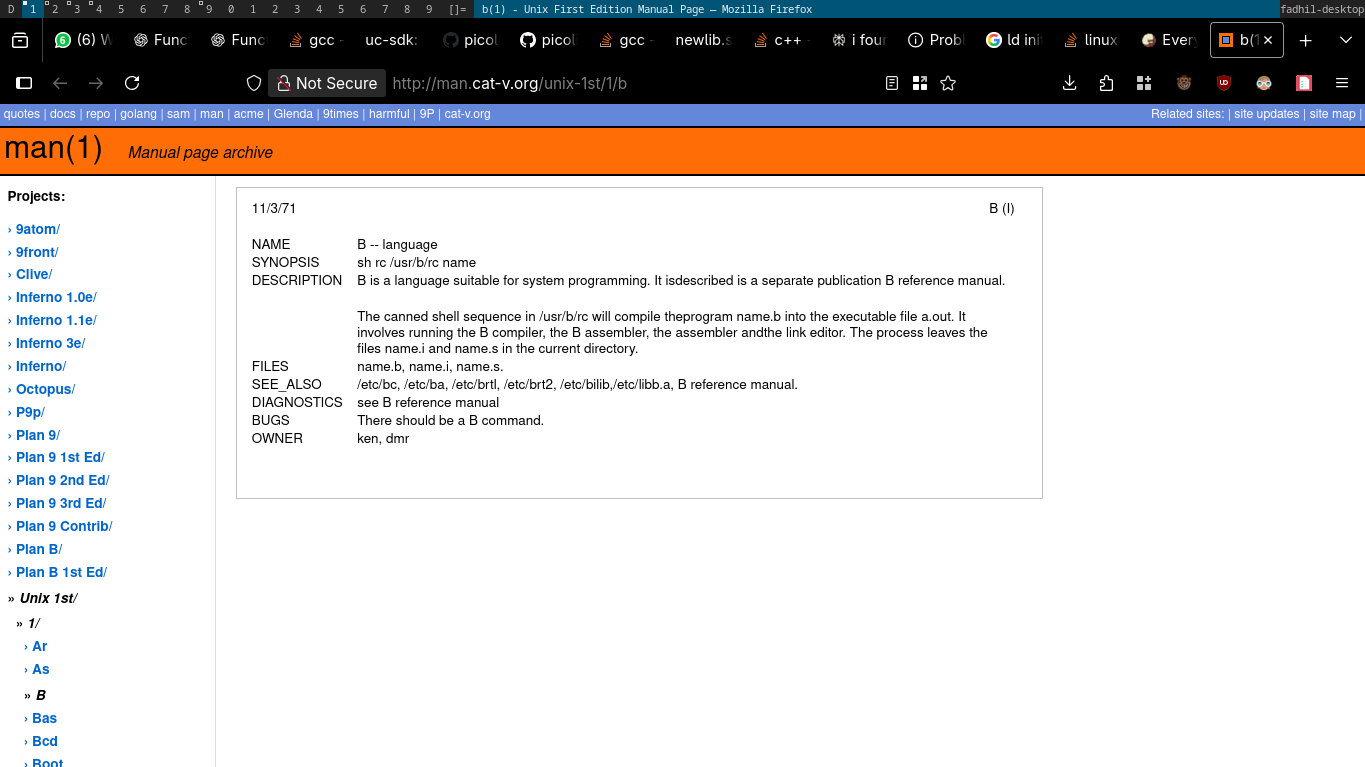 D 1 2 3 4 5 6 7 8 9 0 1 2 3 4 5 6 7 8 9 []= b(1) - Unix First Edition Manual Page — Mozilla Firefox fadhil-desktop
(6) W Func Func gcc - uc-sdk: picol picol gcc - newlib.s c++ - i four Probl ld init linux Every b(1
Not Secure http://man.cat-v.org/unix-1st/1/b
quotes | docs | repo | golang | sam | man | acme | Glenda | 9times | harmful | 9P | cat-v.org Related sites: | site updates | site map |
man(1) Manual page archive
Projects:
› 9atom/
› 9front/
› Clive/
› Inferno 1.0e/
› Inferno 1.1e/
› Inferno 3e/
› Inferno/
› Octopus/
› P9p/
› Plan 9/
› Plan 9 1st Ed/
› Plan 9 2nd Ed/
› Plan 9 3rd Ed/
› Plan 9 Contrib/
› Plan B/
› Plan B 1st Ed/
» Unix 1st/
» 1/
› Ar
› As
» B
› Bas
› Bcd
› Boot
11/3/71 B (l)
NAME B -- language
SYNOPSIS sh rc /usr/b/rc name
DESCRIPTION B is a language suitable for system programming. It isdescribed is a separate publication B reference manual.
The canned shell sequence in /usr/b/rc will compile theprogram name.b into the executable file a.out. It
involves running the B compiler, the B assembler, the assembler andthe link editor. The process leaves the
files name.i and name.s in the current directory.
FILES name.b, name.i, name.s.
SEE_ALSO /etc/bc, /etc/ba, /etc/brtl, /etc/brt2, /etc/bilib,/etc/libb.a, B reference manual.
DIAGNOSTICS see B reference manual
BUGS There should be a B command.
OWNER ken, dmr